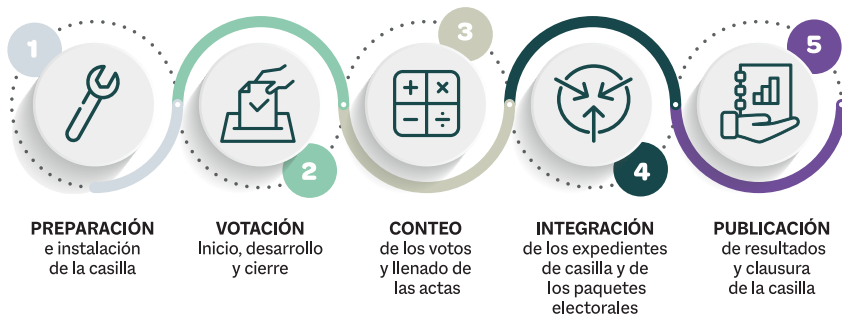 1
PREPARACIÓN
e instalación
de la casilla
2
VOTACIÓN
Inicio, desarrollo
y cierre
3
CONTEO
de los votos
y llenado de
las actas
4
INTEGRACIÓN
de los expedientes
de casilla y de
los paquetes
electorales
5
PUBLICACIÓN
de resultados
y clausura
de la casilla